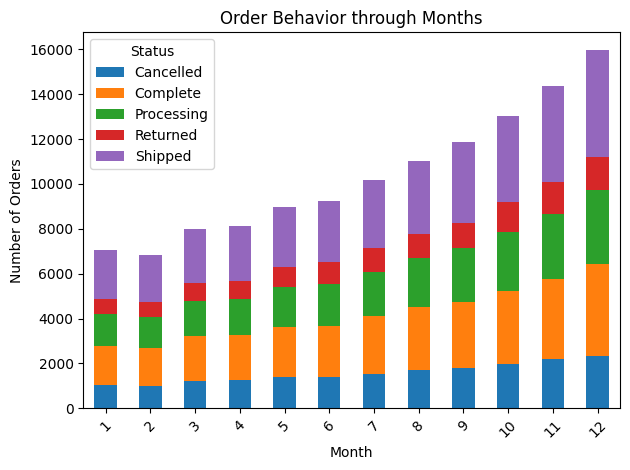 Order Behavior through Months
Number of Orders
16000
14000
12000
10000
8000
6000
4000
2000
0
Status
Cancelled
Complete
Processing
Returned
Shipped
1 2 3 4 5 6 7 8 9 10 11 12
Month